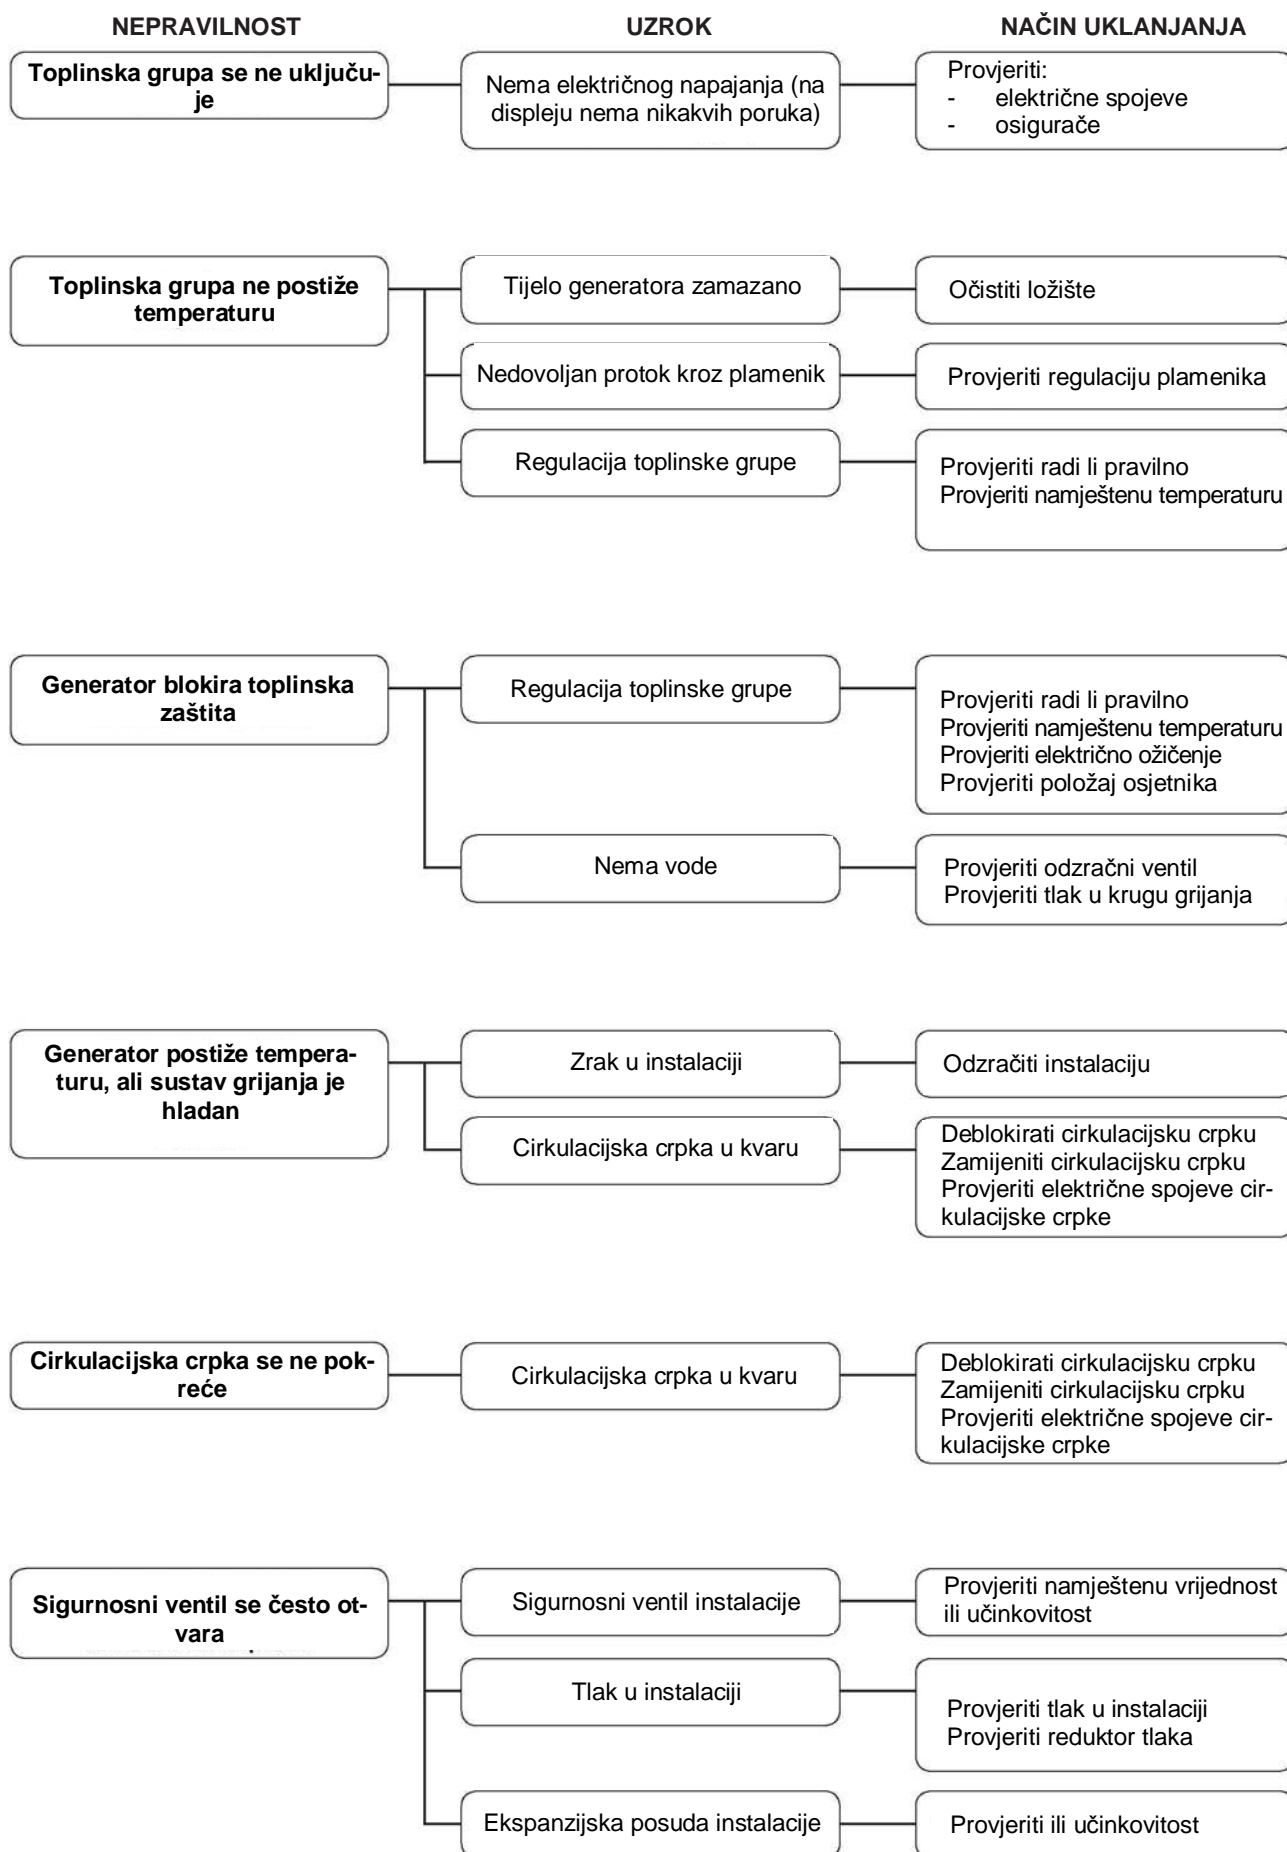 NEPRAVILNOST
UZROK
NAČIN UKLANJANJA
Toplinska grupa se ne uključu-
je
Nema električnog napajanja (na
displeju nema nikakvih poruka)
Provjeriti:
- električne spojeve
- osigurače
Toplinska grupa ne postiže
temperaturu
Tijelo generatora zamazano
Očistiti ložište
Nedovoljan protok kroz plamenik
Provjeriti regulaciju plamenika
Regulacija toplinske grupe
Provjeriti radi li pravilno
Provjeriti namještenu temperaturu
Generator blokira toplinska
zaštita
Regulacija toplinske grupe
Provjeriti radi li pravilno
Provjeriti namještenu temperaturu
Provjeriti električno ožičenje
Provjeriti položaj osjetnika
Nema vode
Provjeriti odzračni ventil
Provjeriti tlak u krugu grijanja
Generator postiže tempera-
turu, ali sustav grijanja je
hladan
Zrak u instalaciji
Odzračiti instalaciju
Cirkulacijska crpka u kvaru
Deblokirati cirkulacijsku crpku
Zamijeniti cirkulacijsku crpku
Provjeriti električne spojeve cir-
kulacijske crpke
Cirkulacijska crpka se ne pok-
reće
Cirkulacijska crpka u kvaru
Deblokirati cirkulacijsku crpku
Zamijeniti cirkulacijsku crpku
Provjeriti električne spojeve cir-
kulacijske crpke
Sigurnosni ventil se često ot-
vara
Sigurnosni ventil instalacije
Provjeriti namještenu vrijednost
ili učinkovitost
Tlak u instalaciji
Provjeriti tlak u instalaciji
Provjeriti reduktor tlaka
Ekspanzijska posuda instalacije
Provjeriti ili učinkovitost